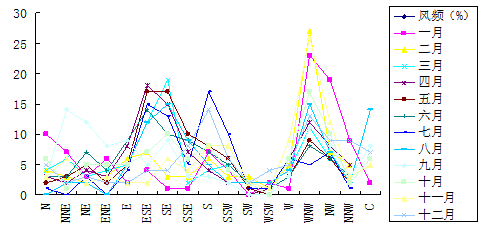 30
25
20
15
10
5
0
N
NNE
NE
ENE
E
ESE
SE
SSE
S
SSW
SW
WSW
W
WNW
NW
NNW
C
风频（%）
一月
二月
三月
四月
五月
六月
七月
八月
九月
十月
十一月
十二月